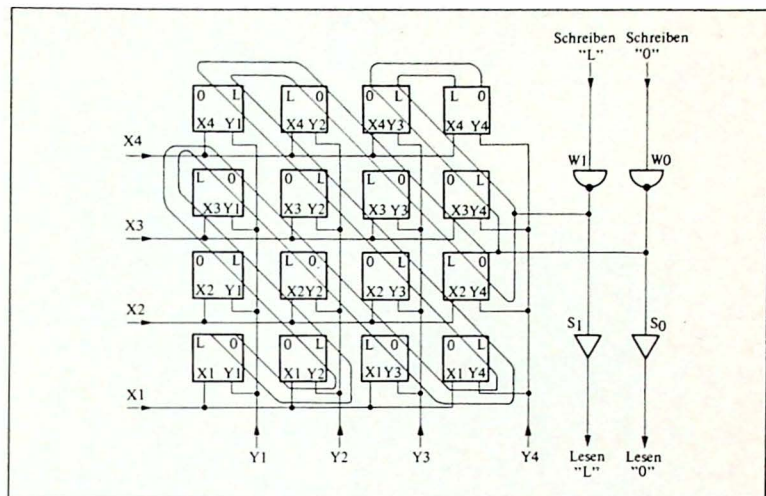 Schreiben Schreiben
"L" "0"
0 L L 0 0 L L 0
X4 Y1 X4 Y2 X4 Y3 X4 Y4
X4
W1 W0
L 0 0 L L 0 0 L
X3 Y1 X3 Y2 X3 Y3 X3 Y4
X3
0 L L 0 0 L L 0
X2 Y1 X2 Y2 X2 Y3 X2 Y4
X2
S1 S0
L 0 0 L L 0 0 L
X1 Y1 X1 Y2 X1 Y3 X1 Y4
X1
Y1 Y2 Y3 Y4
Lesen Lesen
"L" "0"